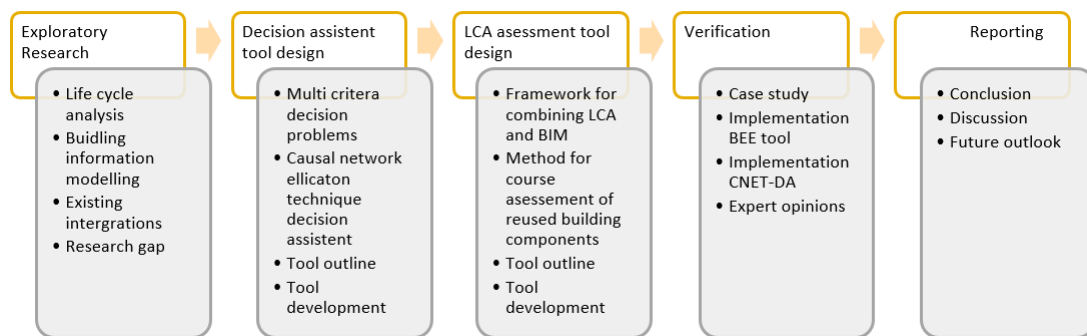 Exploratory
Research
• Life cycle
analysis
• Buidling
information
modelling
• Existing
intergrations
• Research gap
Decision assistent
tool design
• Multi critera
decision
problems
• Causal network
ellicaton
technique
decision
assistent
• Tool outline
• Tool
development
LCA asessment tool
design
• Framework for
combining LCA
and BIM
• Method for
course
asessment of
reused building
components
• Tool outline
• Tool
development
Verification
• Case study
• Implementation
BEE tool
• Implementation
CNET-DA
• Expert opinions
Reporting
• Conclusion
• Discussion
• Future outlook